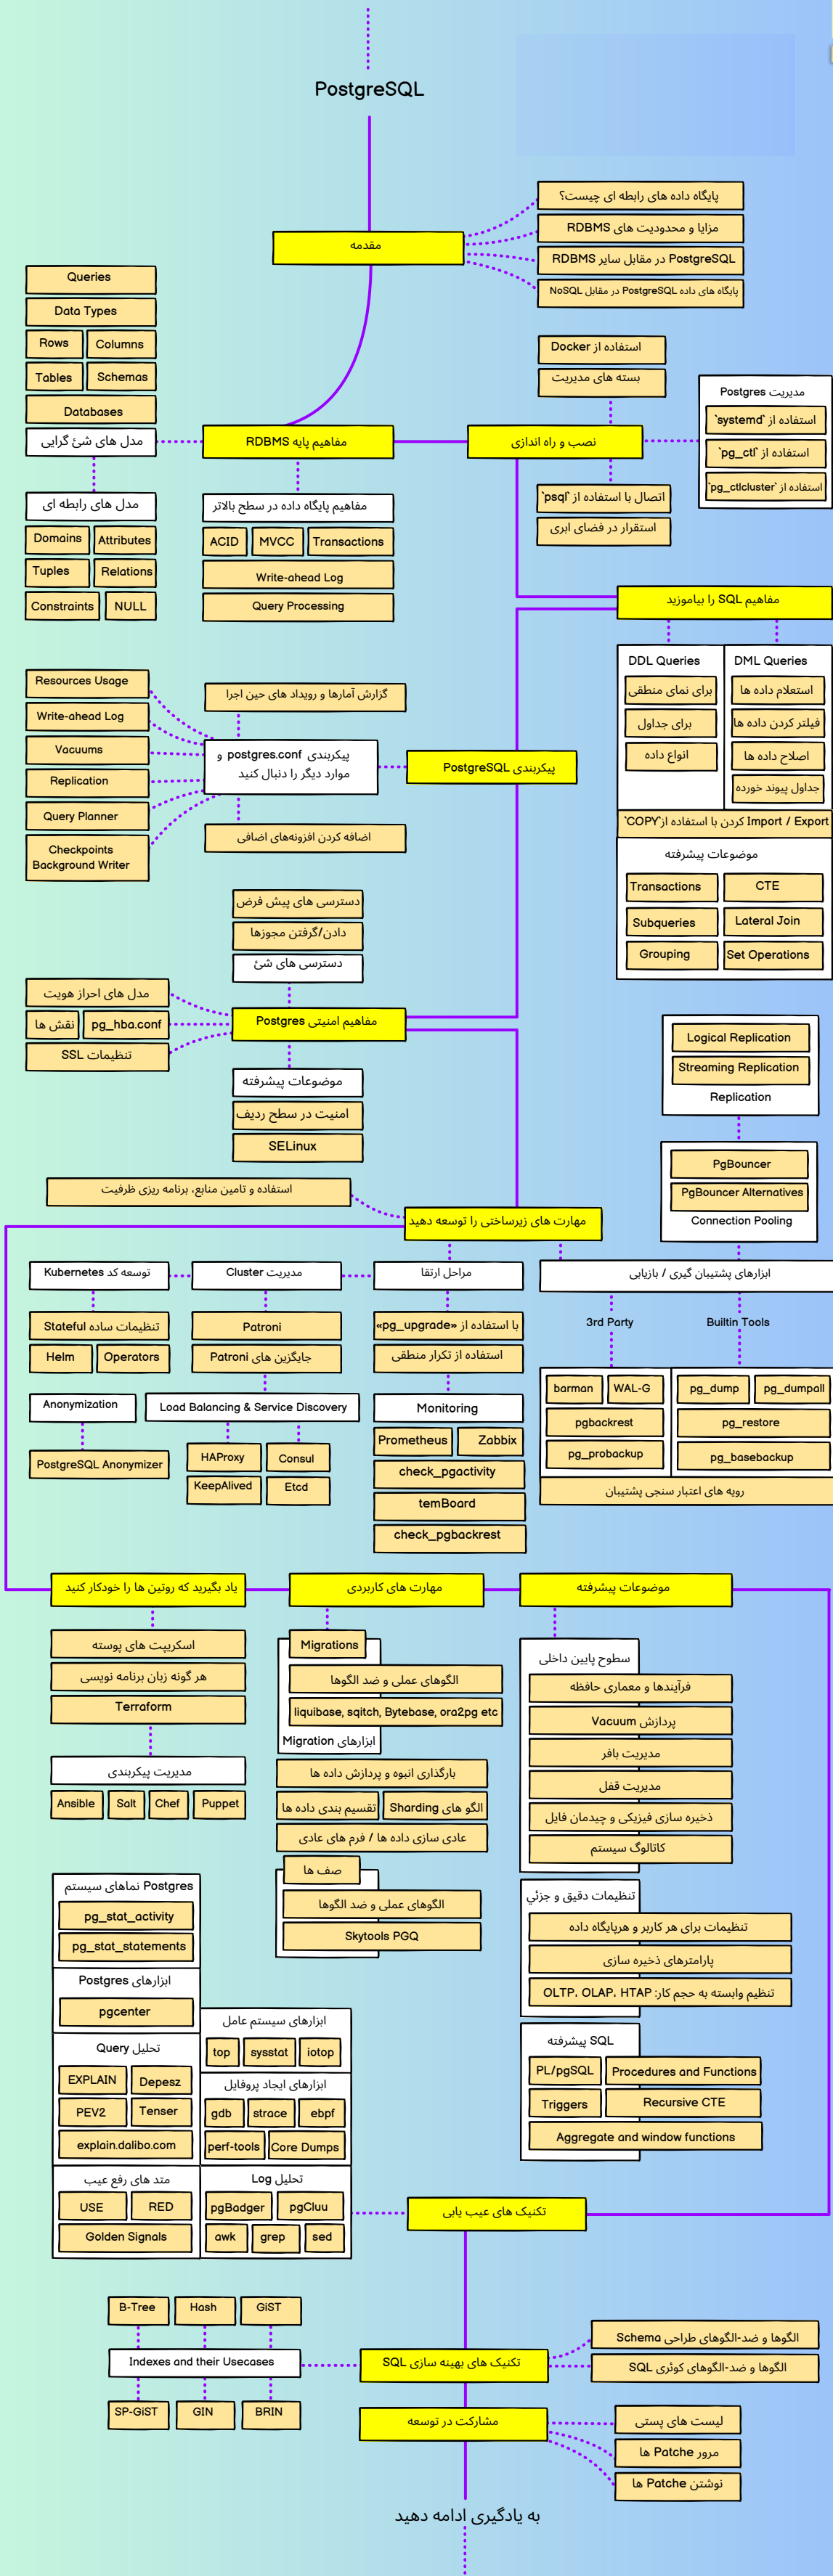 PostgreSQL
مقدمه
پایگاه داده های رابطه ای چیست؟
مزایا و محدودیت های RDBMS
PostgreSQL در مقابل سایر RDBMS
پایگاه های داده PostgreSQL در مقابل NoSQL
Queries
Data Types
Rows
Columns
Tables
Schemas
Databases
مدل های شئ گرایی
مفاهیم پایه RDBMS
نصب و راه اندازی
استفاده از Docker
بسته های مدیریت
مدیریت Postgres
استفاده از `systemd`
استفاده از `pg_ctl`
استفاده از `pg_ctlcluster`
اتصال با استفاده از `psql`
استقرار در فضای ابری
مدل های رابطه ای
Domains
Attributes
Tuples
Relations
Constraints
NULL
مفاهیم پایگاه داده در سطح بالاتر
ACID
MVCC
Transactions
Write-ahead Log
Query Processing
مفاهیم SQL را بیاموزید
DDL Queries
برای نمای منطقی
برای جداول
انواع داده
DML Queries
استعلام داده ها
فیلتر کردن داده ها
اصلاح داده ها
جداول پیوند خورده
Import / Export کردن با استفاده از`COPY`
موضوعات پیشرفته
Transactions
CTE
Subqueries
Lateral Join
Grouping
Set Operations
پیکربندی PostgreSQL
گزارش آمارها و رویداد های حین اجرا
پیکربندی postgres.conf و
موارد دیگر را دنبال کنید
اضافه کردن افزونه‌های اضافی
Resources Usage
Write-ahead Log
Vacuums
Replication
Query Planner
Checkpoints
Background Writer
دسترسی های پیش فرض
دادن/گرفتن مجوزها
دسترسی های شئ
مفاهیم امنیتی Postgres
مدل های احراز هویت
نقش ها
pg_hba.conf
تنظیمات SSL
موضوعات پیشرفته
امنیت در سطح ردیف
SELinux
Logical Replication
Streaming Replication
Replication
PgBouncer
PgBouncer Alternatives
Connection Pooling
استفاده و تامین منابع، برنامه ریزی ظرفیت
مهارت های زیرساختی را توسعه دهید
ابزارهای پشتیبان گیری / بازیابی
مراحل ارتقا
مدیریت Cluster
توسعه کد Kubernetes
3rd Party
Builtin Tools
تنظیمات ساده Stateful
Helm
Operators
Patroni
جایگزین های Patroni
با استفاده از «pg_upgrade»
استفاده از تکرار منطقی
barman
WAL-G
pgbackrest
pg_probackup
pg_dump
pg_dumpall
pg_restore
pg_basebackup
رویه های اعتبار سنجی پشتیبان
Anonymization
PostgreSQL Anonymizer
Load Balancing & Service Discovery
HAProxy
Consul
KeepAlived
Etcd
Monitoring
Prometheus
Zabbix
check_pgactivity
temBoard
check_pgbackrest
یاد بگیرید که روتین ها را خودکار کنید
مهارت های کاربردی
موضوعات پیشرفته
اسکریپت های پوسته
هر گونه زبان برنامه نویسی
Terraform
مدیریت پیکربندی
Ansible
Salt
Chef
Puppet
Migrations
الگوهای عملی و ضد الگوها
liquibase, sqitch, Bytebase, ora2pg etc
ابزارهای Migration
بارگذاری انبوه و پردازش داده ها
تقسیم بندی داده ها
الگو های Sharding
عادی سازی داده ها / فرم های عادی
صف ها
الگوهای عملی و ضد الگوها
Skytools PGQ
سطوح پایین داخلی
فرآیندها و معماری حافظه
پردازش Vacuum
مدیریت بافر
مدیریت قفل
ذخیره سازی فیزیکی و چیدمان فایل
کاتالوگ سیستم
تنظیمات دقیق و جزئي
تنظیمات برای هر کاربر و هرپایگاه داده
پارامترهای ذخیره سازی
تنظیم وابسته به حجم کار: OLTP، OLAP، HTAP
SQL پیشرفته
PL/pgSQL
Procedures and Functions
Triggers
Recursive CTE
Aggregate and window functions
Postgres نماهای سیستم
pg_stat_activity
pg_stat_statements
ابزارهای Postgres
pgcenter
تحلیل Query
EXPLAIN
Depesz
PEV2
Tenser
explain.dalibo.com
متد های رفع عیب
USE
RED
Golden Signals
ابزارهای سیستم عامل
top
sysstat
iotop
ابزارهای ایجاد پروفایل
gdb
strace
ebpf
perf-tools
Core Dumps
تحلیل Log
pgBadger
pgCluu
awk
grep
sed
تکنیک های عیب یابی
B-Tree
Hash
GiST
Indexes and their Usecases
SP-GiST
GIN
BRIN
تکنیک های بهینه سازی SQL
الگوها و ضد-الگوهای طراحی Schema
الگوها و ضد-الگوهای کوئری SQL
مشارکت در توسعه
لیست های پستی
مرور Patche ها
نوشتن Patche ها
به یادگیری ادامه دهید